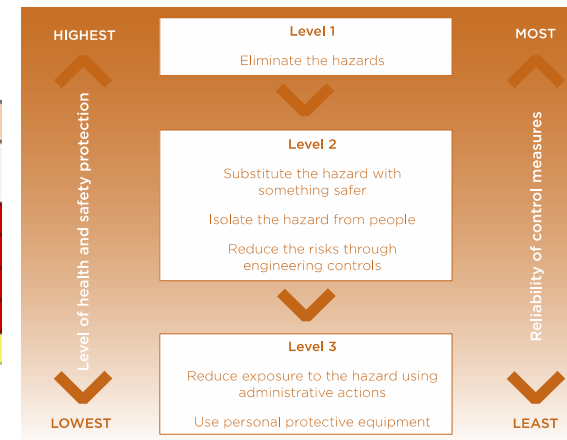 HIGHEST
Level 1
MOST
Eliminate the hazards
Level of health and safety protection
Reliability of control measures
Level 2
Substitute the hazard with
something safer
Isolate the hazard from people
Reduce the risks through
engineering controls
Level 3
Reduce exposure to the hazard using
administrative actions
Use personal protective equipment
LOWEST
LEAST